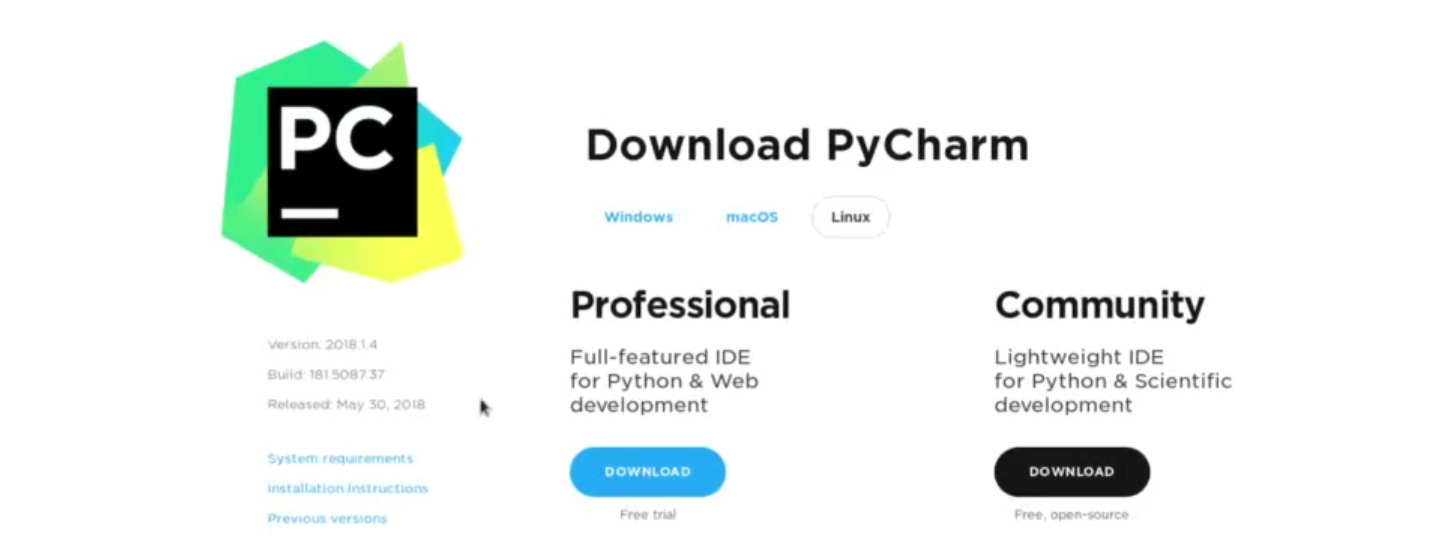 PC
Download PyCharm
Windows macOS Linux
Professional
Full-featured IDE
for Python & Web
development
DOWNLOAD
Free trial
Community
Lightweight IDE
for Python & Scientific
development
DOWNLOAD
Free, open-source
Version: 2018.1.4
Build: 181.5087.37
Released: May 30, 2018
System requirements
Installation Instructions
Previous versions